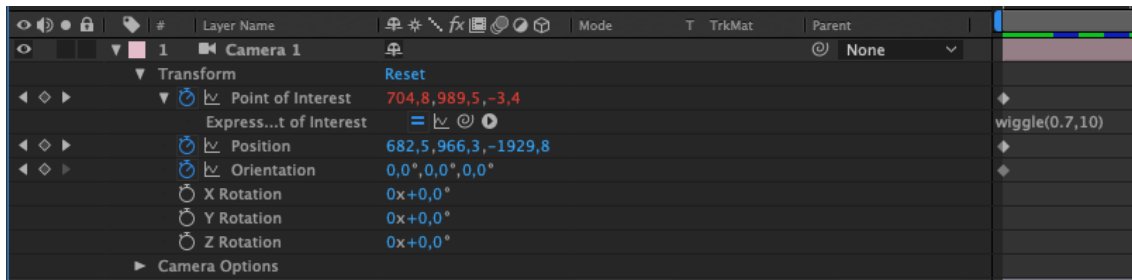 # Layer Name fx Mode T TrkMat Parent
1 Camera 1 None
Transform Reset
Point of Interest 704,8,989,5,-3,4
Express...t of Interest wiggle(0.7,10)
Position 682,5,966,3,-1929,8
Orientation 0,0°,0,0°,0,0°
X Rotation 0x+0,0°
Y Rotation 0x+0,0°
Z Rotation 0x+0,0°
Camera Options